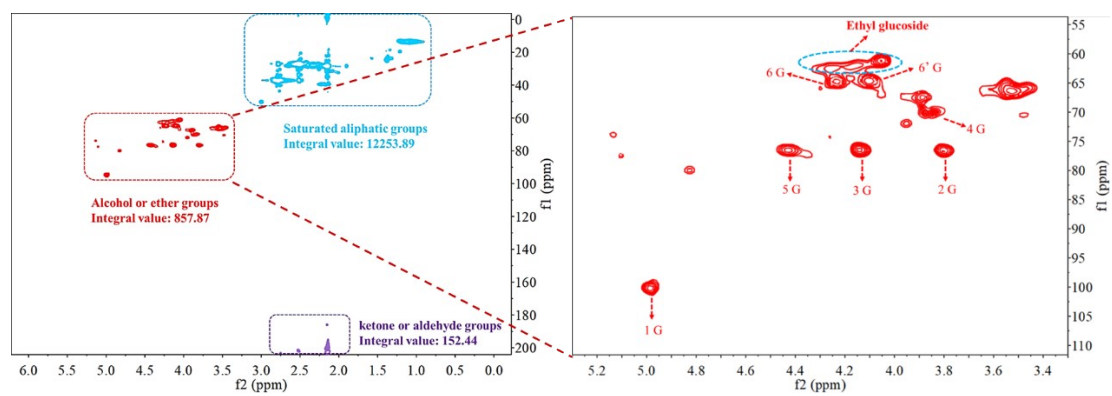 0
20
40
60
80
100
120
140
160
180
200
f1 (ppm)
Saturated aliphatic groups
Integral value: 12253.89
Alcohol or ether groups
Integral value: 857.87
ketone or aldehyde groups
Integral value: 152.44
6.0 5.5 5.0 4.5 4.0 3.5 3.0 2.5 2.0 1.5 1.0 0.5 0.0
f2 (ppm)
Ethyl glucoside
6 G
6' G
4 G
5 G
3 G
2 G
1 G
55
60
65
70
75
80
85
90
95
100
105
110
f1 (ppm)
5.2 5.0 4.8 4.6 4.4 4.2 4.0 3.8 3.6 3.4
f2 (ppm)